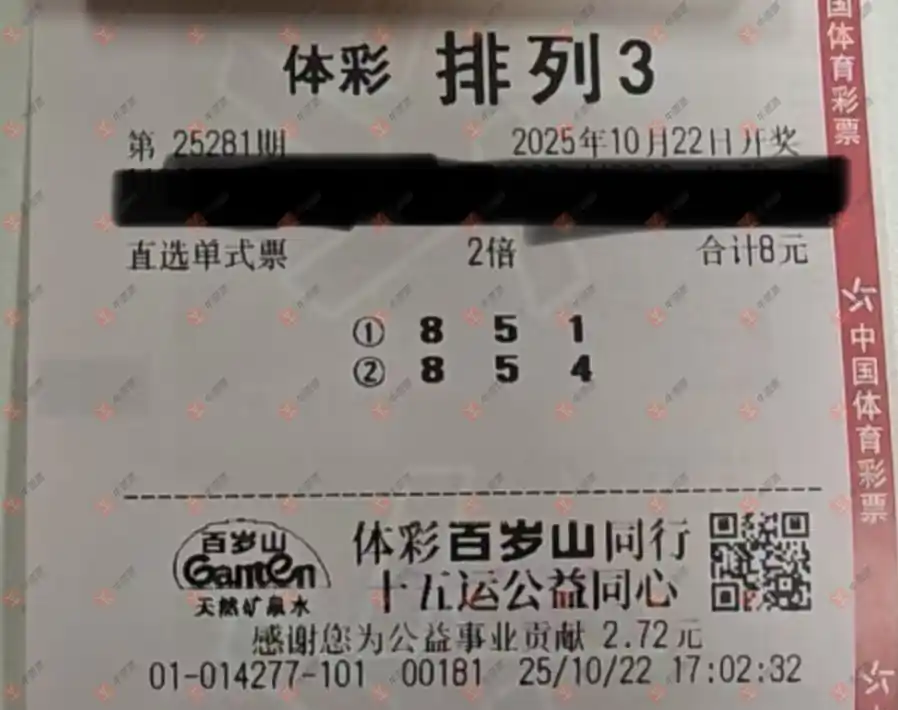 体彩 排列3
第 25281期 2025年10月22日开奖
直选单式票 2倍 合计8元
① 8 5 1
② 8 5 4
百岁山
Ganten
天然矿泉水
体彩百岁山同行
十五运公益同心
感谢您为公益事业贡献 2.72元
01-014277-101 00181 25/10/22 17:02:32
国体育彩票
中国体育彩票